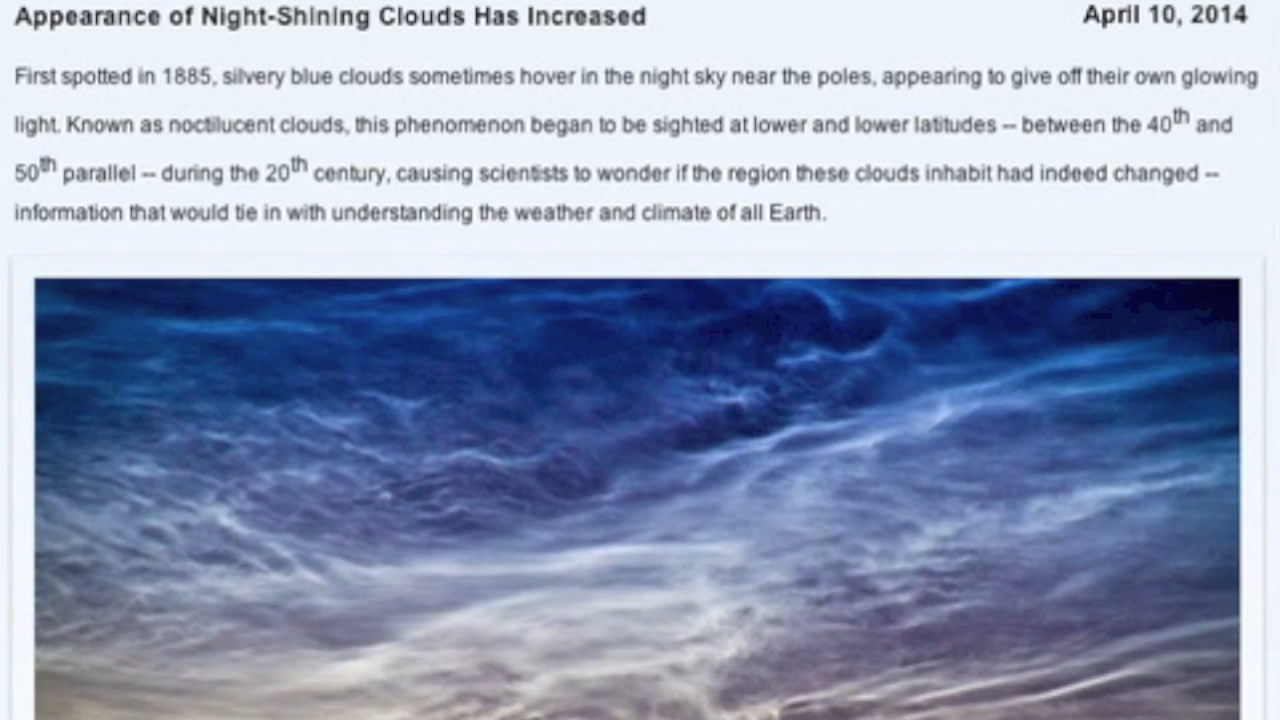 Appearance of Night-Shining Clouds Has Increased April 10, 2014
First spotted in 1885, silvery blue clouds sometimes hover in the night sky near the poles, appearing to give off their own glowing
light. Known as noctilucent clouds, this phenomenon began to be sighted at lower and lower latitudes -- between the 40th and
50th parallel -- during the 20th century, causing scientists to wonder if the region these clouds inhabit had indeed changed --
information that would tie in with understanding the weather and climate of all Earth.